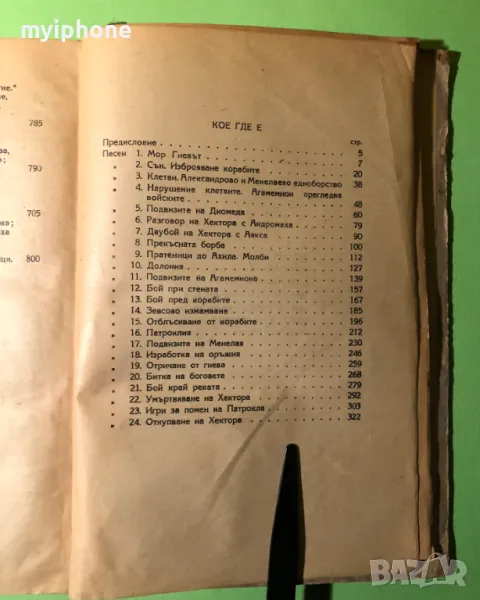 myiphone
тне."
785
за,
790
705
800
КОЕ ГДЕ Е
стр.
Предисловие 5
Песен 1. Мор. Гневът 7
" 2. Сън. Изброяване корабите 20
" 3. Клетви. Александрово и Менелаево единоборство 38
" 4. Нарушение клетвите. Агамемнон преглежда
войските 48
" 5. Подвизите на Диомеда 60
" 6. Разговор на Хектора с Андромаха 79
" 7. Двубой на Хектора с Аякса 90
" 8. Прекъсната борба 100
" 9. Пратеници до Ахила. Молби 112
" 10. Долония 127
" 11. Подвизите на Агамемнона 139
" 12. Бой при стената 157
" 13. Бой пред корабите 167
" 14. Зевсово измамване 185
" 15. Отблъскване от корабите 196
" 16. Патроклия 212
" 17. Подвизите на Менелая 230
" 18. Изработка на оръжия 246
" 19. Отричане от гнева 259
" 20. Битка на боговете 268
" 21. Бой край реката 279
" 22. Умъртвяване на Хектора 292
" 23. Игри за помен на Патрокла 303
" 24. Откупване на Хектора 322
BAZAR.BG